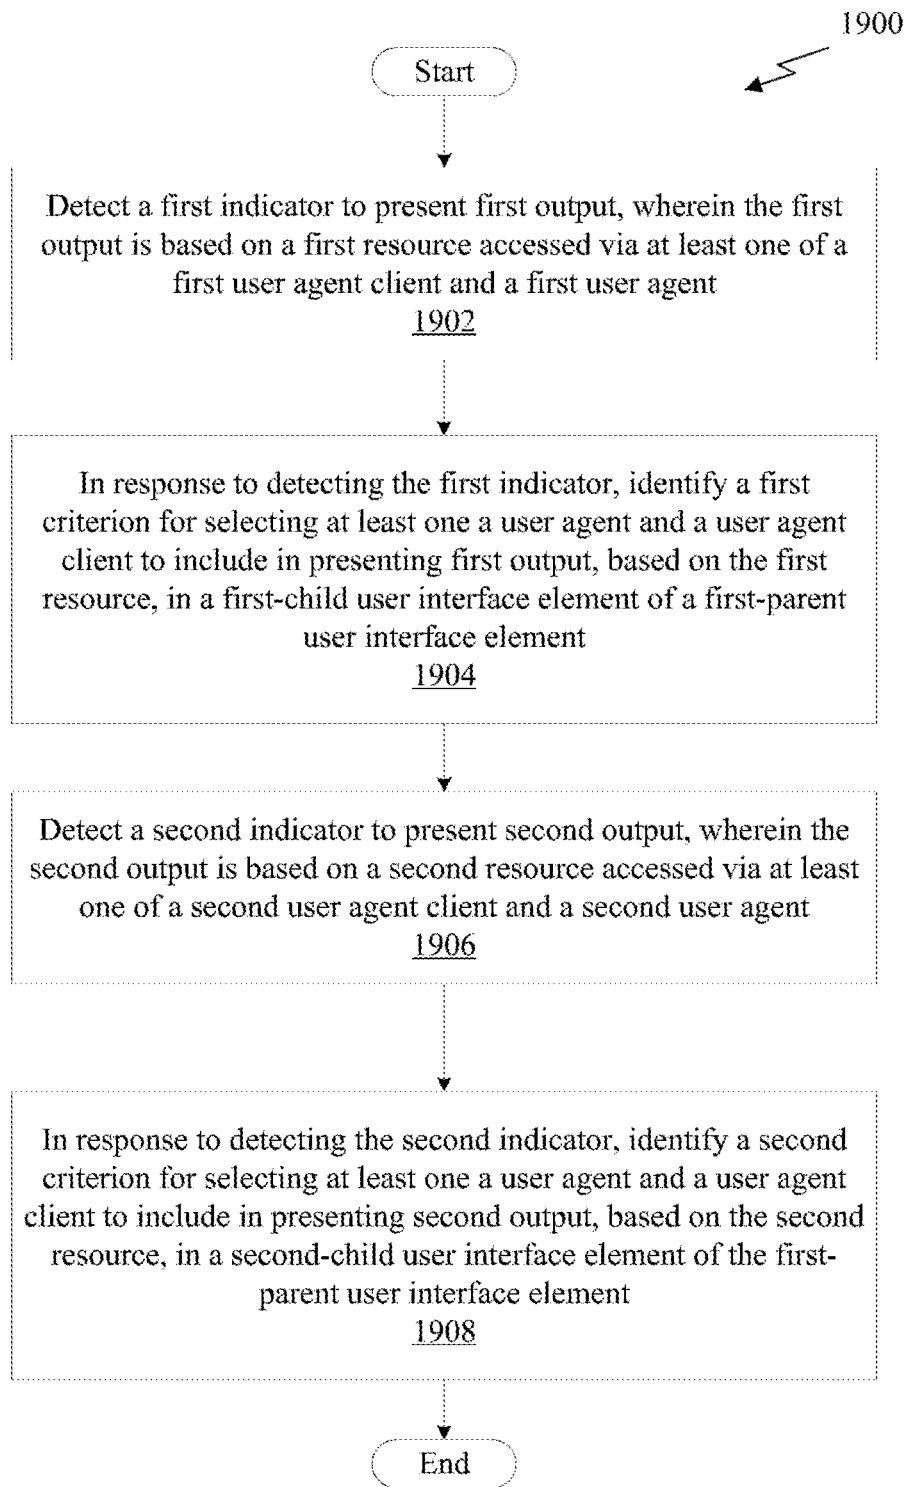 1900
Start
Detect a first indicator to present first output, wherein the first
output is based on a first resource accessed via at least one of a
first user agent client and a first user agent
1902
In response to detecting the first indicator, identify a first
criterion for selecting at least one a user agent and a user agent
client to include in presenting first output, based on the first
resource, in a first-child user interface element of a first-parent
user interface element
1904
Detect a second indicator to present second output, wherein the
second output is based on a second resource accessed via at least
one of a second user agent client and a second user agent
1906
In response to detecting the second indicator, identify a second
criterion for selecting at least one a user agent and a user agent
client to include in presenting second output, based on the second
resource, in a second-child user interface element of the first-
parent user interface element
1908
End